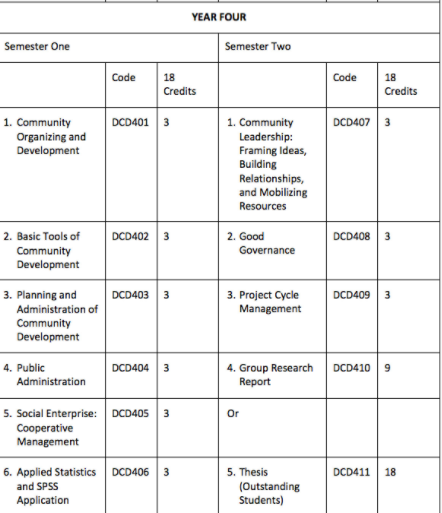 YEAR FOUR
Semester One
Semester Two
Code
18
Credits
Code
18
Credits
1. Community
Organizing and
Development
DCD401
3
1. Community
Leadership:
Framing Ideas,
Building
Relationships,
and Mobilizing
Resources
DCD407
3
2. Basic Tools of
Community
Development
DCD402
3
2. Good
Governance
DCD408
3
3. Planning and
Administration of
Community
Development
DCD403
3
3. Project Cycle
Management
DCD409
3
4. Public
Administration
DCD404
3
4. Group Research
Report
DCD410
9
5. Social Enterprise:
Cooperative
Management
DCD405
3
Or
6. Applied Statistics
and SPSS
Application
DCD406
3
5. Thesis
(Outstanding
Students)
DCD411
18